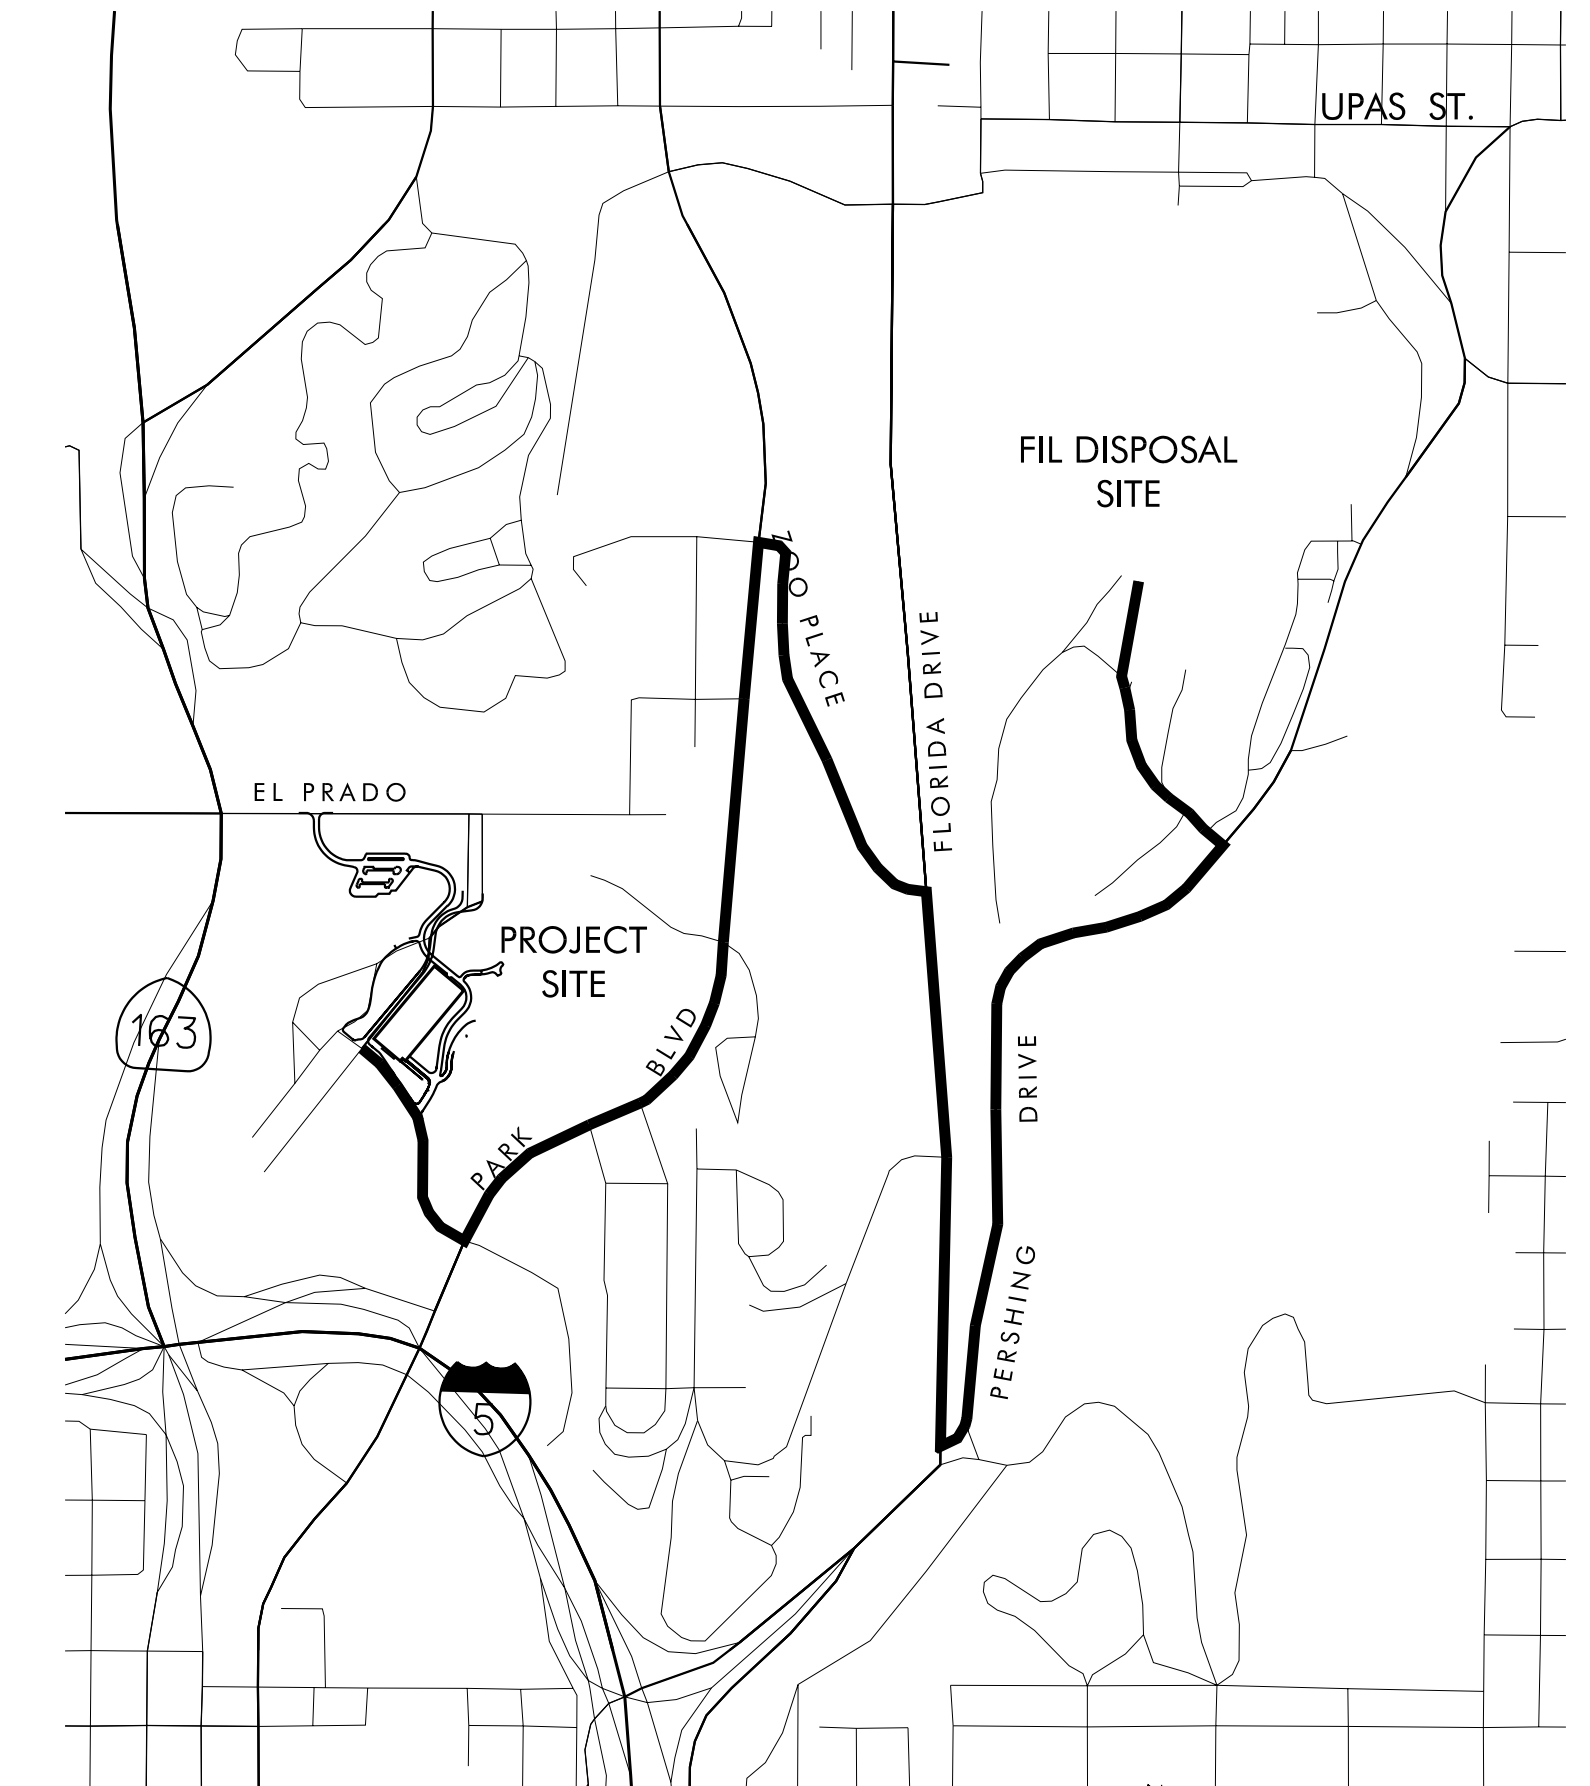 UPAS ST.
FIL DISPOSAL
SITE
ZOO PLACE
FLORIDA DRIVE
EL PRADO
PROJECT
SITE
163
BLVD
DRIVE
PARK
PERSHING
5